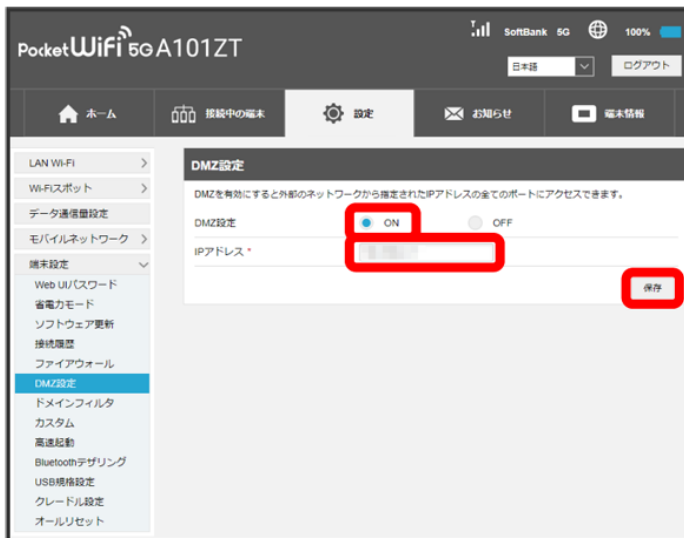 Pocket WiFi 5G A101ZT
SoftBank 5G 100%
日本語 ログアウト
ホーム 接続中の端末 設定 お知らせ 端末情報
LAN Wi-Fi
Wi-Fiスポット
データ通信量設定
モバイルネットワーク
端末設定
Web UIパスワード
省電力モード
ソフトウェア更新
接続履歴
ファイアウォール
DMZ設定
ドメインフィルタ
カスタム
高速起動
Bluetoothテザリング
USB規格設定
クレードル設定
オールリセット
DMZ設定
DMZを有効にすると外部のネットワークから指定されたIPアドレスの全てのポートにアクセスできます。
DMZ設定 ON OFF
IPアドレス *
保存